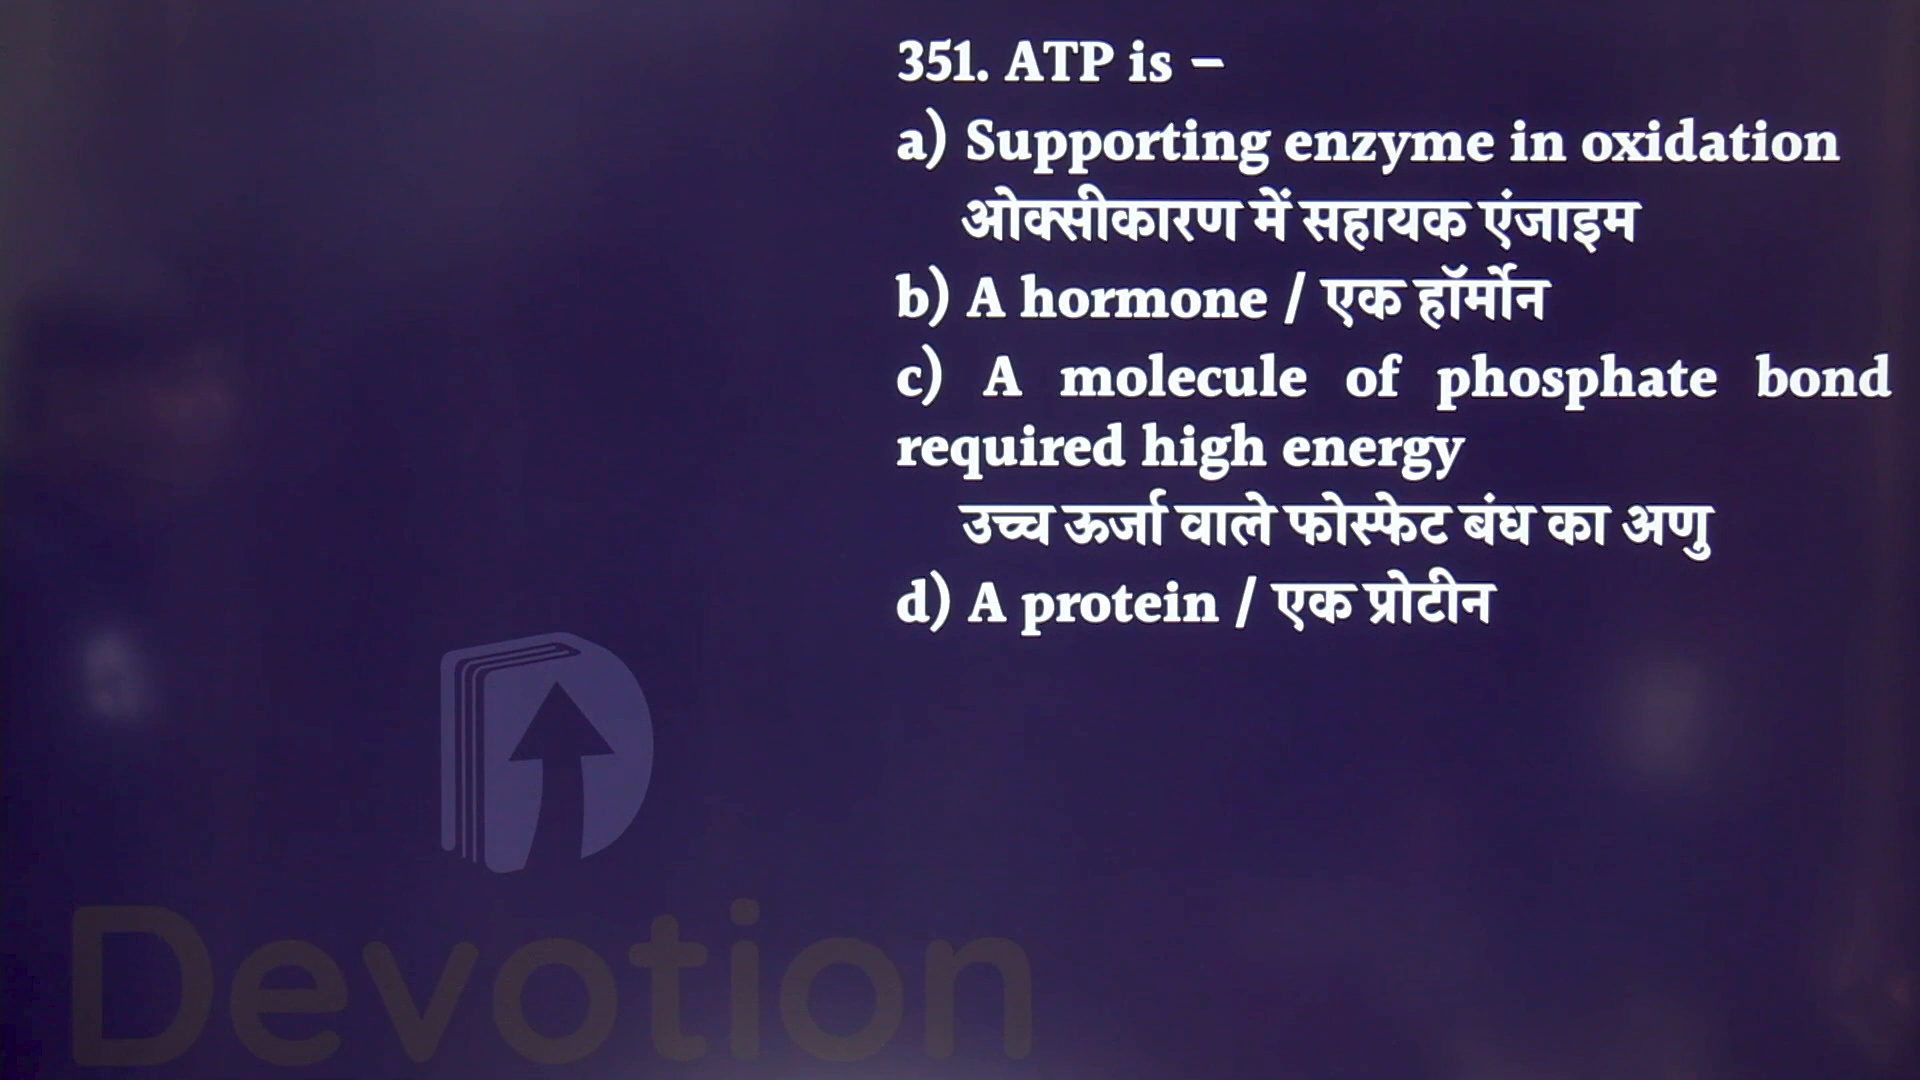 351. ATP is –
a) Supporting enzyme in oxidation
ओक्सीकारण में सहायक एंजाइम
b) A hormone / एक हॉर्मोन
c) A molecule of phosphate bond
required high energy
उच्च ऊर्जा वाले फोस्फेट बंध का अणु
d) A protein / एक प्रोटीन
Devotion